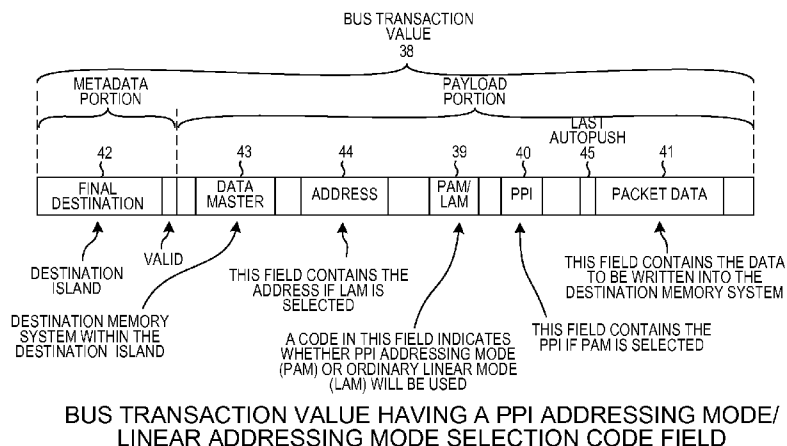 BUS TRANSACTION
VALUE
38
METADATA
PORTION
PAYLOAD
PORTION
LAST
AUTOPUSH
42
43
44
39
40
45
41
FINAL
DESTINATION
DATA
MASTER
ADDRESS
PAM/
LAM
PPI
PACKET DATA
DESTINATION
ISLAND
VALID
THIS FIELD CONTAINS THE
ADDRESS IF LAM IS
SELECTED
THIS FIELD CONTAINS THE DATA
TO BE WRITTEN INTO THE
DESTINATION MEMORY SYSTEM
DESTINATION MEMORY
SYSTEM WITHIN THE
DESTINATION ISLAND
A CODE IN THIS FIELD INDICATES
WHETHER PPI ADDRESSING MODE
(PAM) OR ORDINARY LINEAR MODE
(LAM) WILL BE USED
THIS FIELD CONTAINS THE
PPI IF PAM IS SELECTED
BUS TRANSACTION VALUE HAVING A PPI ADDRESSING MODE/
LINEAR ADDRESSING MODE SELECTION CODE FIELD